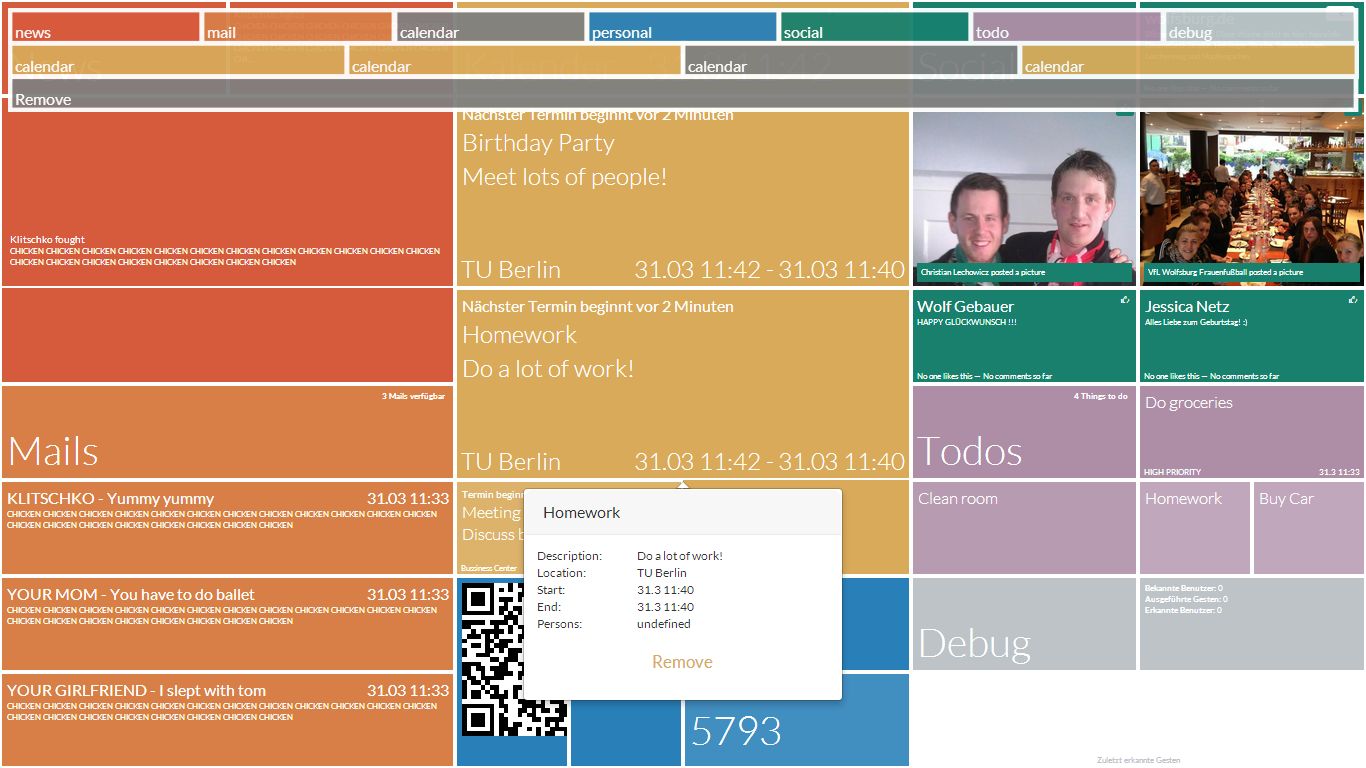 news
mail
calendar
personal
social
todo
debug
calendar
calendar
calendar
calendar
Remove
Klitschko fought
CHICKEN CHICKEN CHICKEN CHICKEN CHICKEN CHICKEN CHICKEN CHICKEN CHICKEN CHICKEN CHICKEN CHICKEN
CHICKEN CHICKEN CHICKEN CHICKEN CHICKEN CHICKEN CHICKEN CHICKEN
3 Mails verfügbar
Mails
KLITSCHKO - Yummy yummy 31.03 11:33
CHICKEN CHICKEN CHICKEN CHICKEN CHICKEN CHICKEN CHICKEN CHICKEN CHICKEN CHICKEN CHICKEN CHICKEN
CHICKEN CHICKEN CHICKEN CHICKEN CHICKEN CHICKEN CHICKEN CHICKEN
YOUR MOM - You have to do ballet 31.03 11:33
CHICKEN CHICKEN CHICKEN CHICKEN CHICKEN CHICKEN CHICKEN CHICKEN CHICKEN CHICKEN CHICKEN CHICKEN
CHICKEN CHICKEN CHICKEN CHICKEN CHICKEN CHICKEN CHICKEN CHICKEN
YOUR GIRLFRIEND - I slept with tom 31.03 11:33
CHICKEN CHICKEN CHICKEN CHICKEN CHICKEN CHICKEN CHICKEN CHICKEN CHICKEN CHICKEN CHICKEN CHICKEN
CHICKEN CHICKEN CHICKEN CHICKEN CHICKEN CHICKEN CHICKEN CHICKEN
Nächster Termin beginnt vor 2 Minuten
Birthday Party
Meet lots of people!
TU Berlin 31.03 11:42 - 31.03 11:40
Nächster Termin beginnt vor 2 Minuten
Homework
Do a lot of work!
TU Berlin 31.03 11:42 - 31.03 11:40
Termin
Meeting
Discuss
Bussiness Center
Homework
Description: Do a lot of work!
Location: TU Berlin
Start: 31.3 11:40
End: 31.3 11:40
Persons: undefined
Remove
5793
Social
Christian Lechowicz posted a picture
VfL Wolfsburg Frauenfußball posted a picture
Wolf Gebauer
HAPPY GLÜCKWUNSCH !!!
No one likes this — No comments so far
Jessica Netz
Alles Liebe zum Geburtstag! :)
No one likes this — No comments so far
4 Things to do
Todos
Do groceries
HIGH PRIORITY 31.3 11:40
Clean room
Homework
Buy Car
Debug
Bekannte Benutzer: 0
Ausgeführte Gesten: 0
Erkannte Benutzer: 0
Zuletzt erkannte Gesten